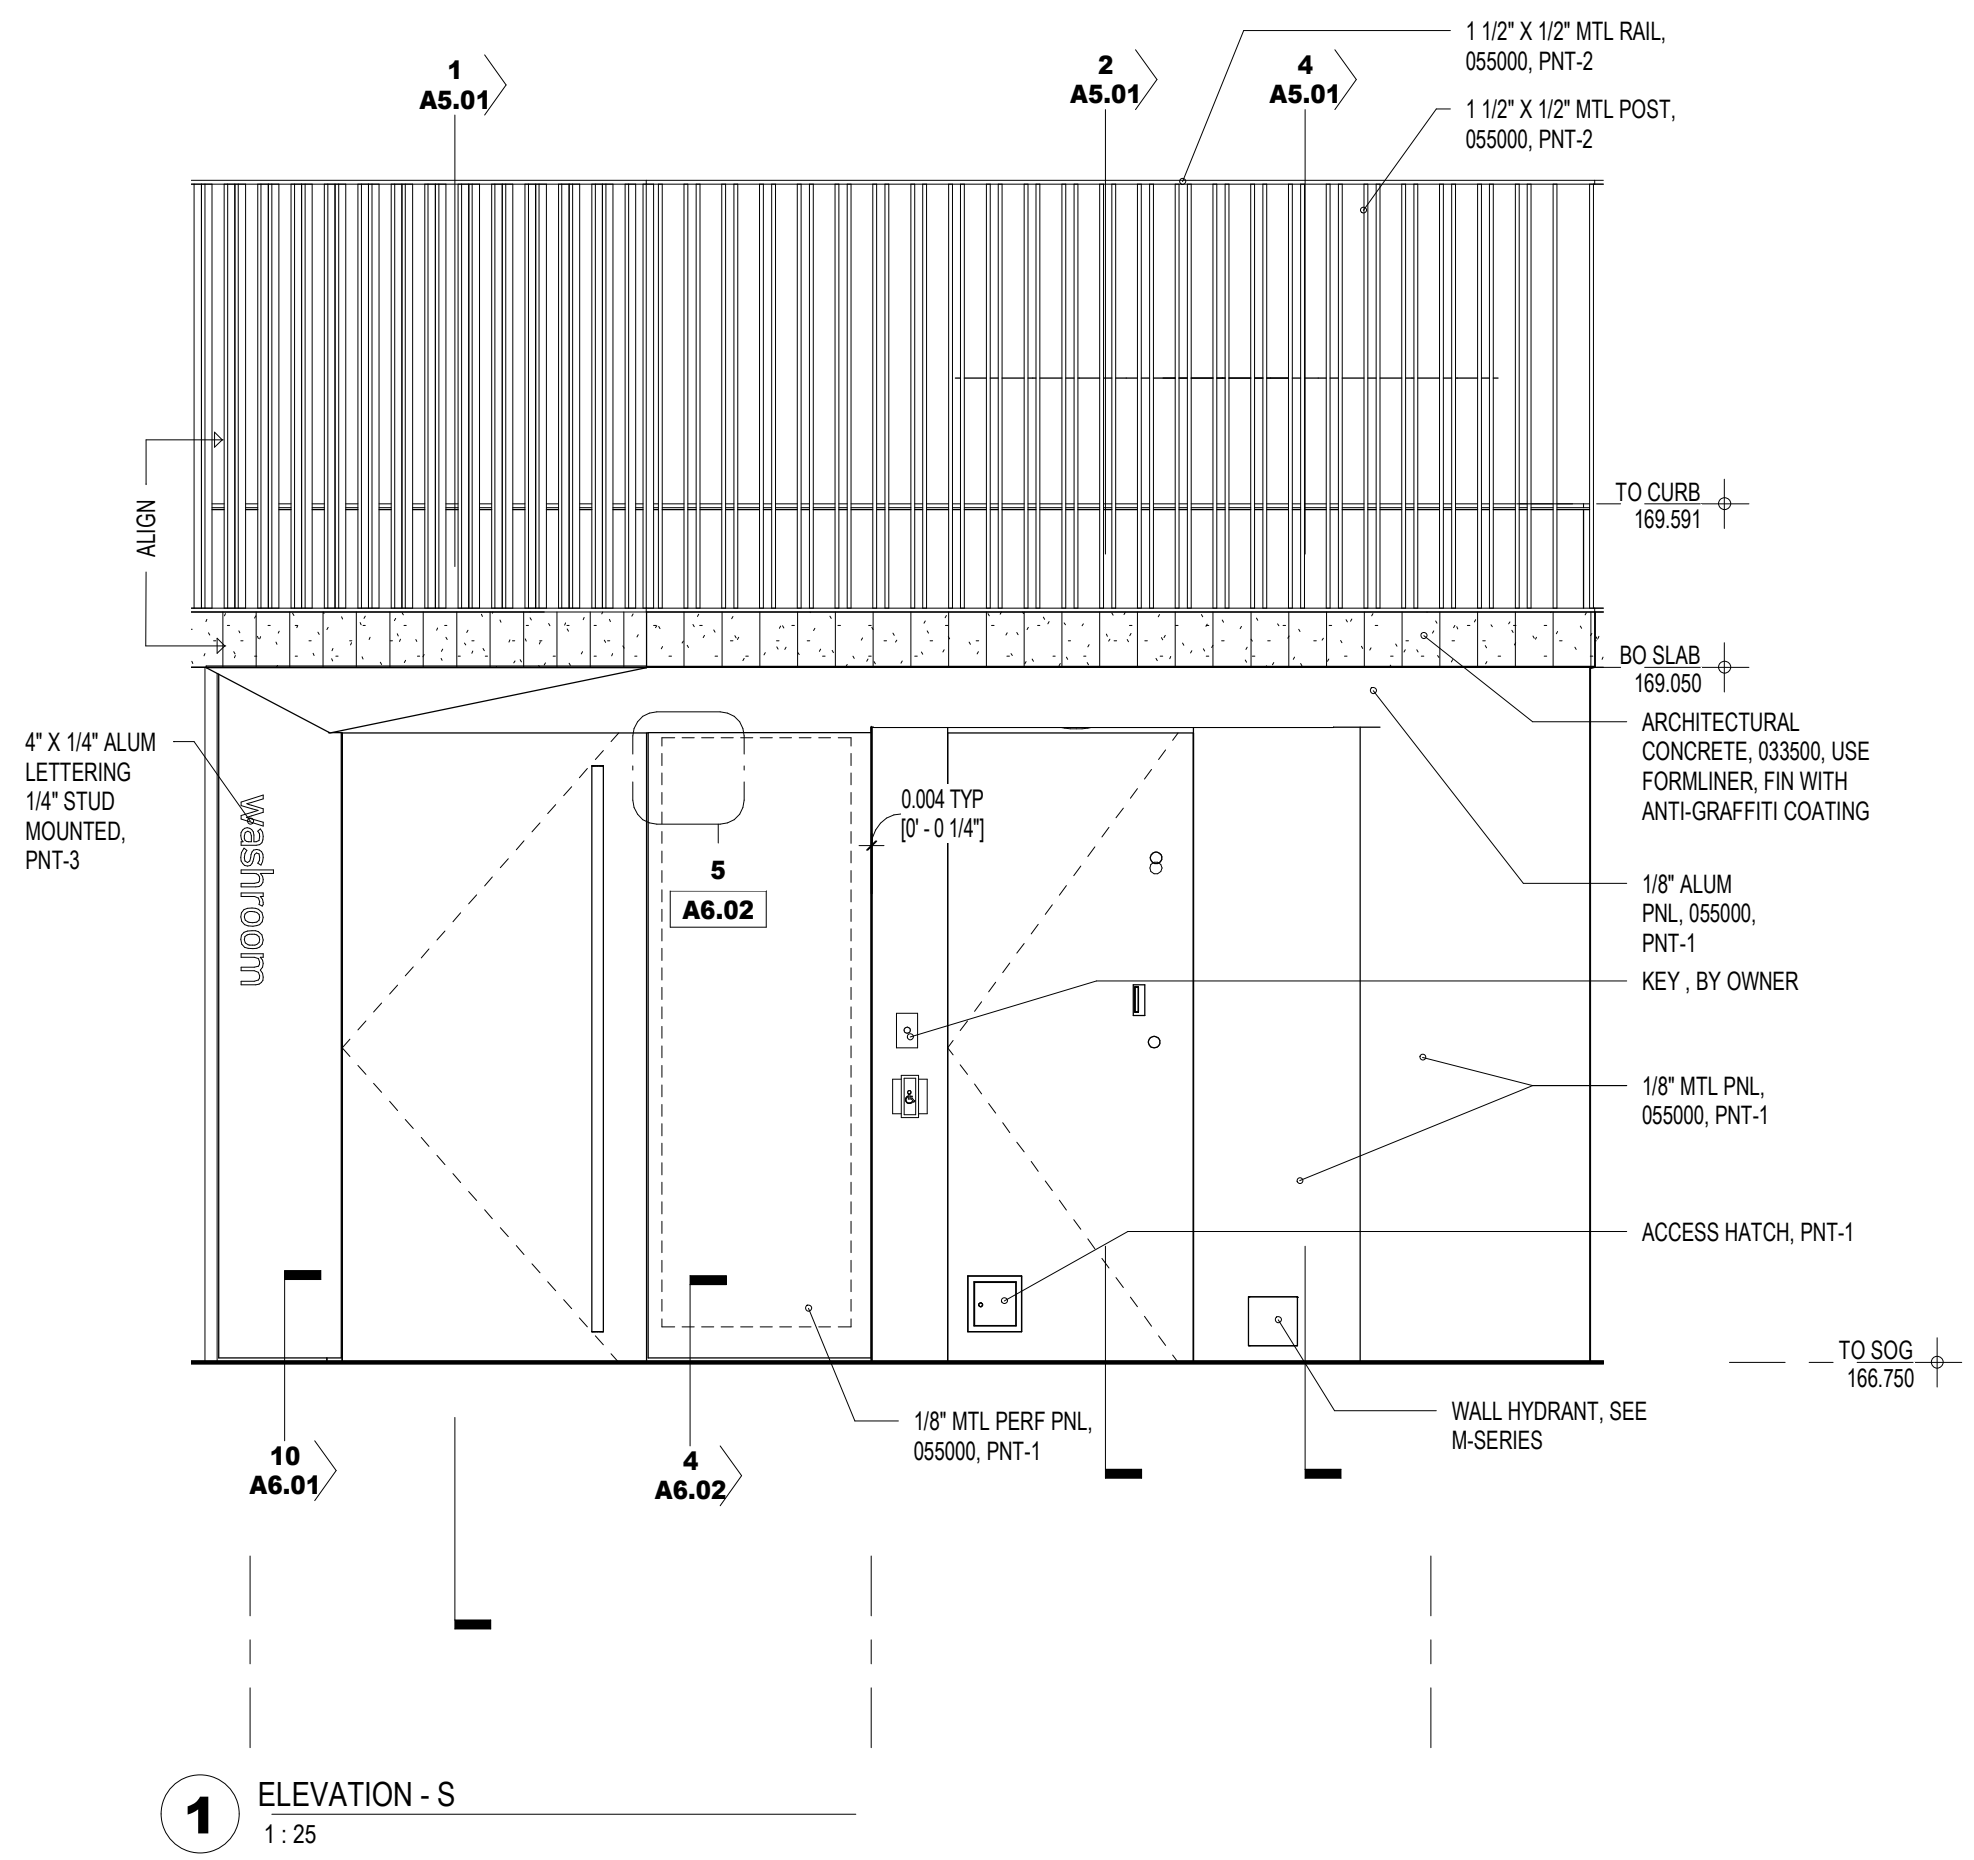 1 1/2" X 1/2" MTL RAIL,
055000, PNT-2
1
A5.01
2
A5.01
4
A5.01
1 1/2" X 1/2" MTL POST,
055000, PNT-2
ALIGN
TO CURB
169.591
BO SLAB
169.050
ARCHITECTURAL
CONCRETE, 033500, USE
FORMLINER, FIN WITH
ANTI-GRAFFITI COATING
4" X 1/4" ALUM
LETTERING
1/4" STUD
MOUNTED,
PNT-3
washroom
0.004 TYP
[0' - 0 1/4"]
5
A6.02
1/8" ALUM
PNL, 055000,
PNT-1
KEY , BY OWNER
1/8" MTL PNL,
055000, PNT-1
ACCESS HATCH, PNT-1
TO SOG
166.750
WALL HYDRANT, SEE
M-SERIES
1/8" MTL PERF PNL,
055000, PNT-1
10
A6.01
4
A6.02
1
ELEVATION - S
1 : 25